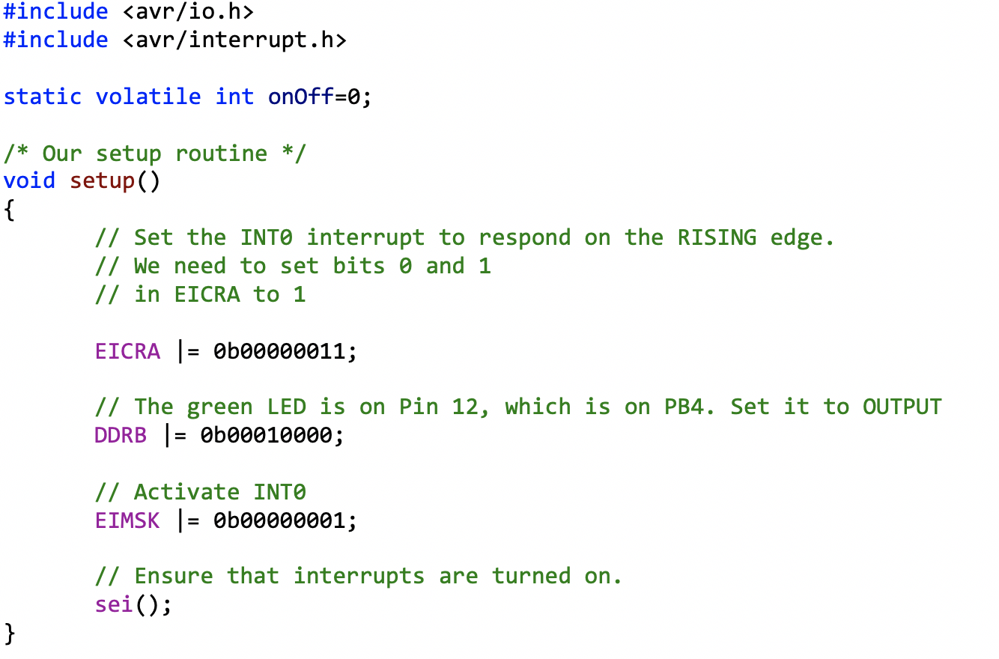 #include <avr/io.h>
#include <avr/interrupt.h>
static volatile int onOff=0;
/* Our setup routine */
void setup()
{
// Set the INT0 interrupt to respond on the RISING edge.
// We need to set bits 0 and 1
// in EICRA to 1
EICRA |= 0b00000011;
// The green LED is on Pin 12, which is on PB4. Set it to OUTPUT
DDRB |= 0b00010000;
// Activate INT0
EIMSK |= 0b00000001;
// Ensure that interrupts are turned on.
sei();
}